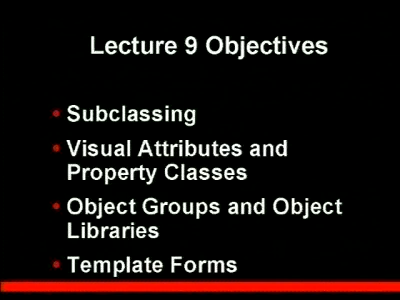 Lecture 9 Objectives
• Subclassing
• Visual Attributes and
Property Classes
• Object Groups and Object
Libraries
• Template Forms